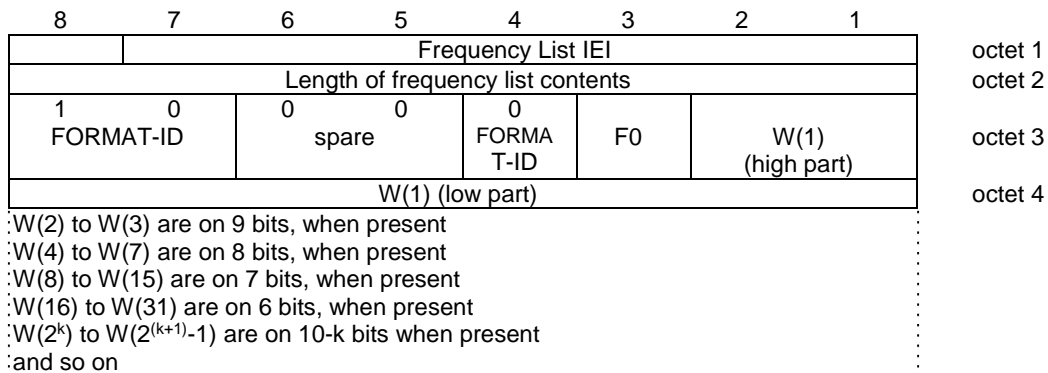 8 7 6 5 4 3 2 1
Frequency List IEI octet 1
Length of frequency list contents octet 2
1 0 0 0 0
FORMAT-ID spare FORMA F0 W(1) octet 3
T-ID (high part)
W(1) (low part) octet 4
W(2) to W(3) are on 9 bits, when present
W(4) to W(7) are on 8 bits, when present
W(8) to W(15) are on 7 bits, when present
W(16) to W(31) are on 6 bits, when present
W(2^k) to W(2^(k+1)-1) are on 10-k bits when present
and so on